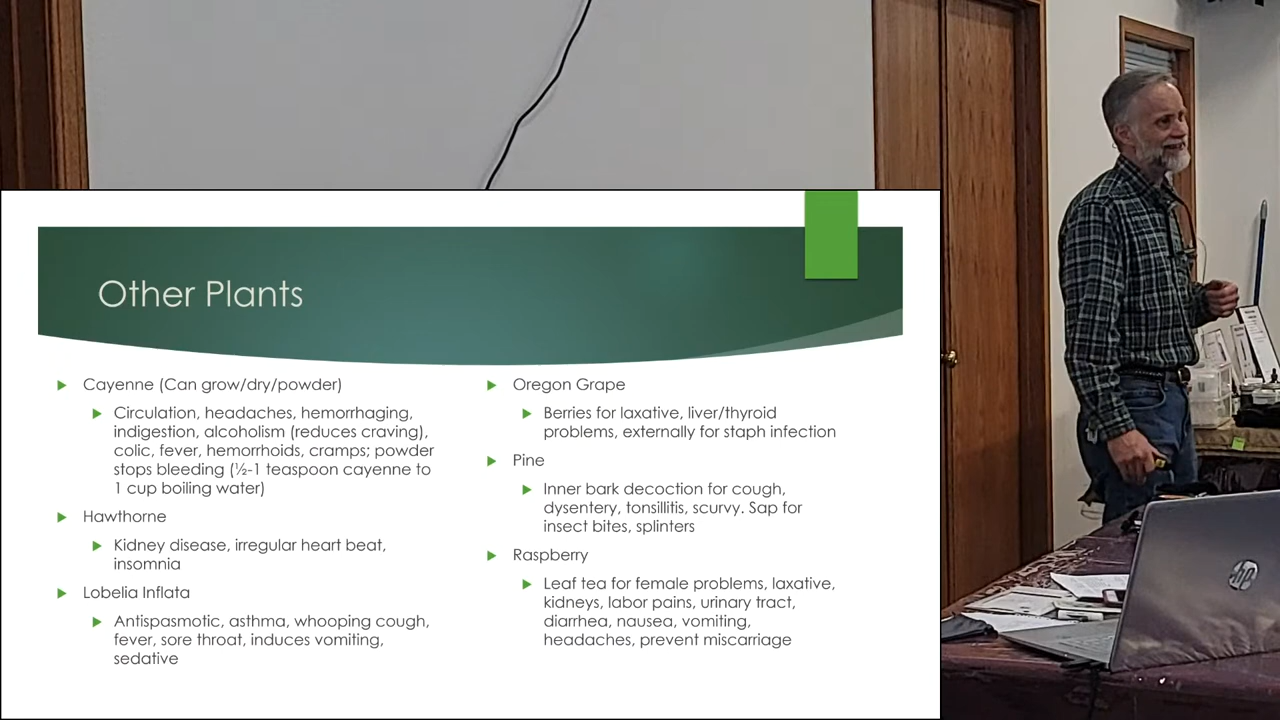 Other Plants
Cayenne (Can grow/dry/powder)
Circulation, headaches, hemorrhaging,
indigestion, alcoholism (reduces craving),
colic, fever, hemorrhoids, cramps; powder
stops bleeding (½-1 teaspoon cayenne to
1 cup boiling water)
Hawthorne
Kidney disease, irregular heart beat,
insomnia
Lobelia Inflata
Antispasmotic, asthma, whooping cough,
fever, sore throat, induces vomiting,
sedative
Oregon Grape
Berries for laxative, liver/thyroid
problems, externally for staph infection
Pine
Inner bark decoction for cough,
dysentery, tonsillitis, scurvy. Sap for
insect bites, splinters
Raspberry
Leaf tea for female problems, laxative,
kidneys, labor pains, urinary tract,
diarrhea, nausea, vomiting,
headaches, prevent miscarriage
hp